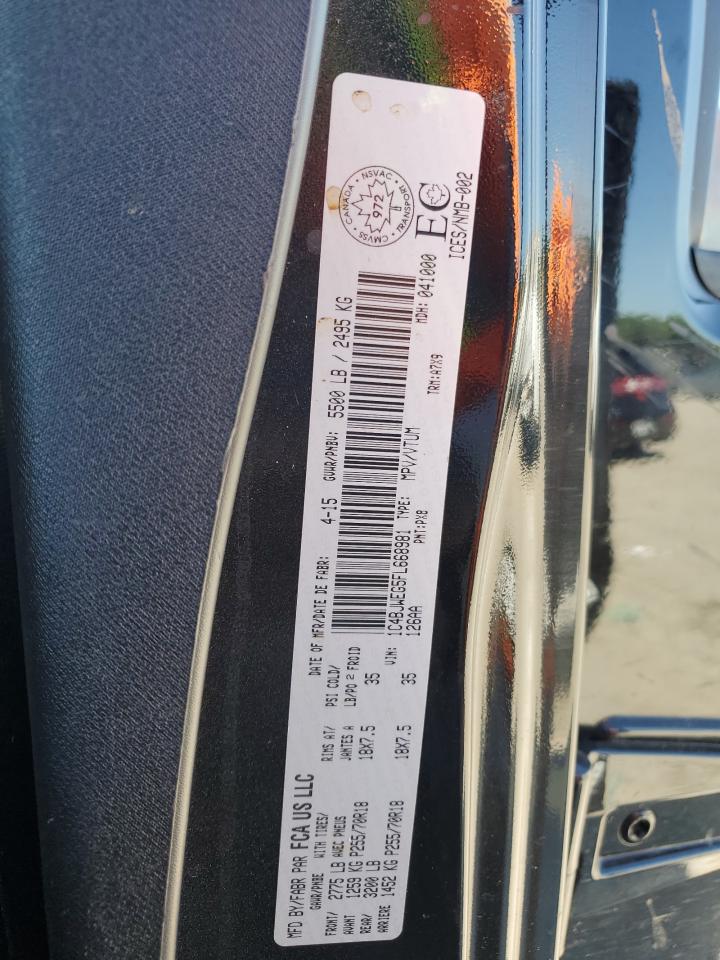 MFD BY/FABR PAR FCA US LLC
DATE OF MFR/DATE DE FABR: 4-15
GVWR/PNBV: 5500 LB / 2495 KG
GAWR/PNBE WITH TIRES/ RIMS AT/ PSI COLD/
FRONT/ 2775 LB AVEC PNEUS JANTES A LB/PO 2 FROID
AVANT 1259 KG P255/70R18 18X7.5 35
REAR/ 3200 LB
ARRIERE 1452 KG P255/70R18 18X7.5 35
VIN: 1C4BJWEG5FL668981 TYPE: MPV/VTUM
126AA PNT:PX8 TRM:A7X9
MDH: 041000
CANADA • NSVAC • TRANSPORT • CMVSS
972
EC
ICES/NMB-002